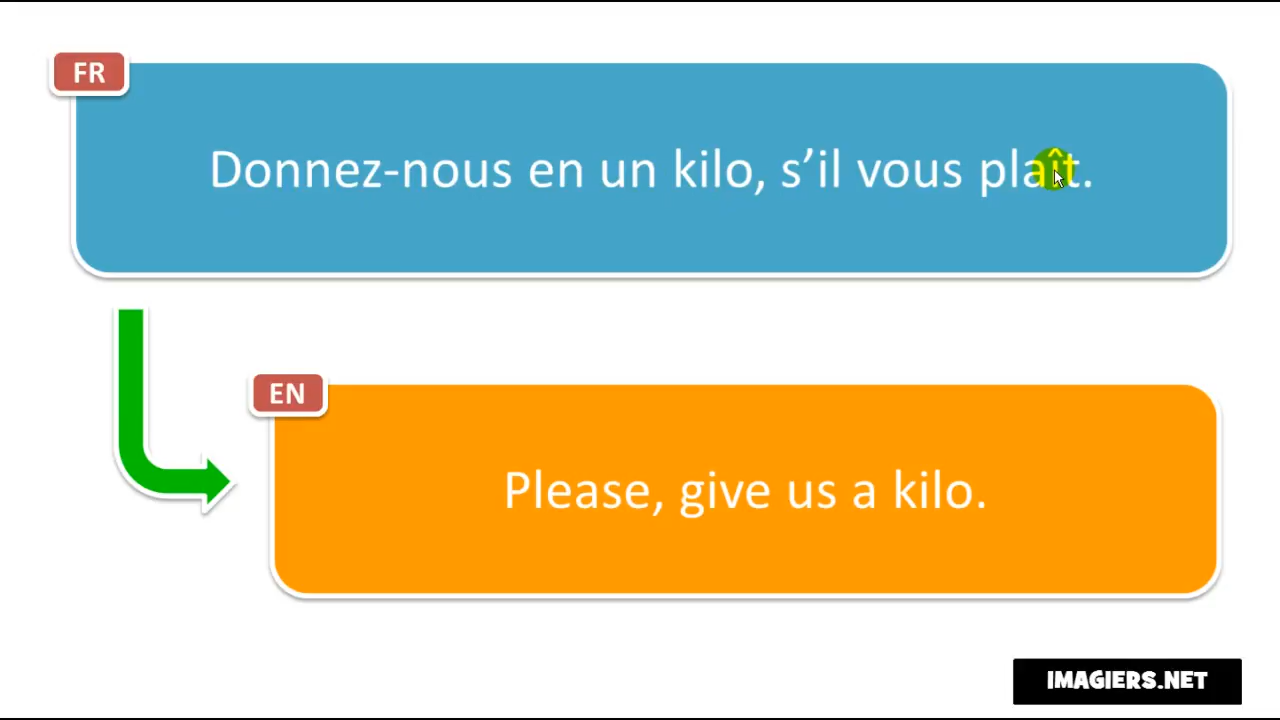 FR
Donnez-nous en un kilo, s’il vous plaît.
EN
Please, give us a kilo.
IMAGIERS.NET